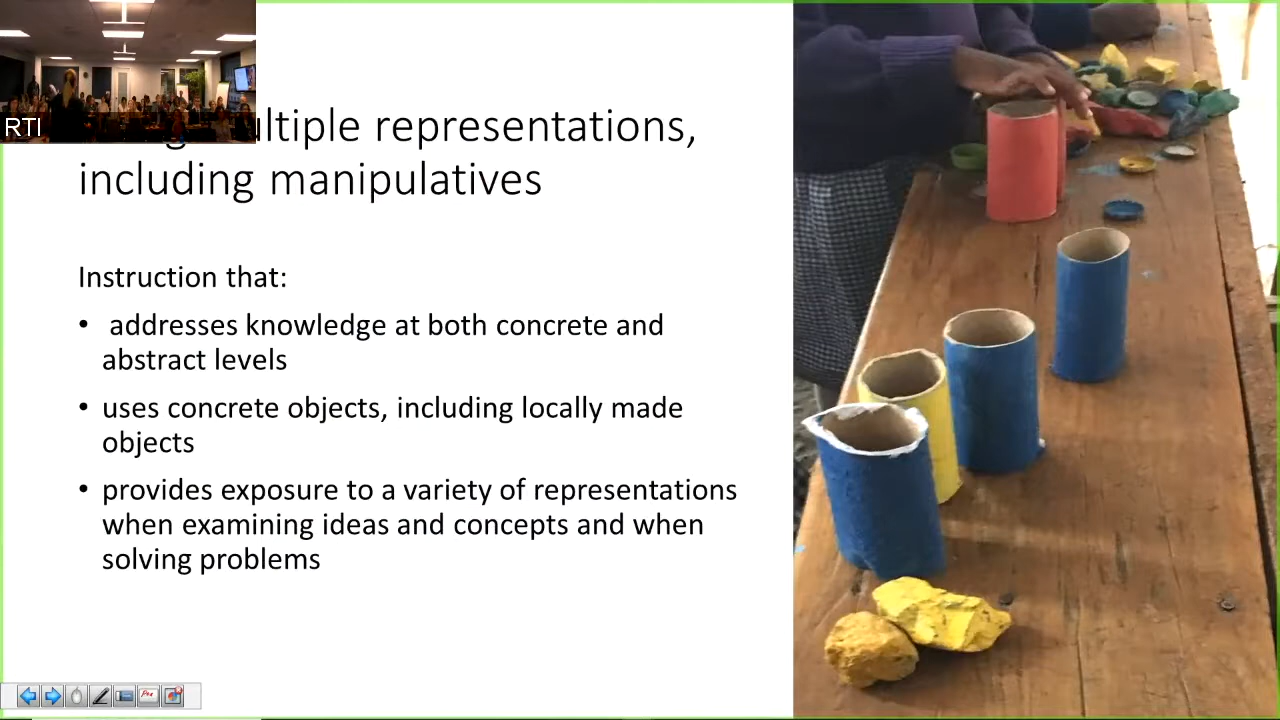 RTI
ltiple representations,
including manipulatives
Instruction that:
• addresses knowledge at both concrete and
abstract levels
• uses concrete objects, including locally made
objects
• provides exposure to a variety of representations
when examining ideas and concepts and when
solving problems